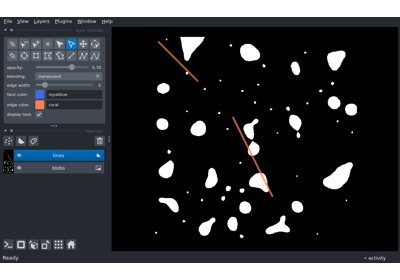 File View Layers Plugins Window Help
opacity: 0.70
blending: translucent
edge width: 5
face color: royalblue
edge color: coral
display text: ✓
lines
blobs
Ready
activity